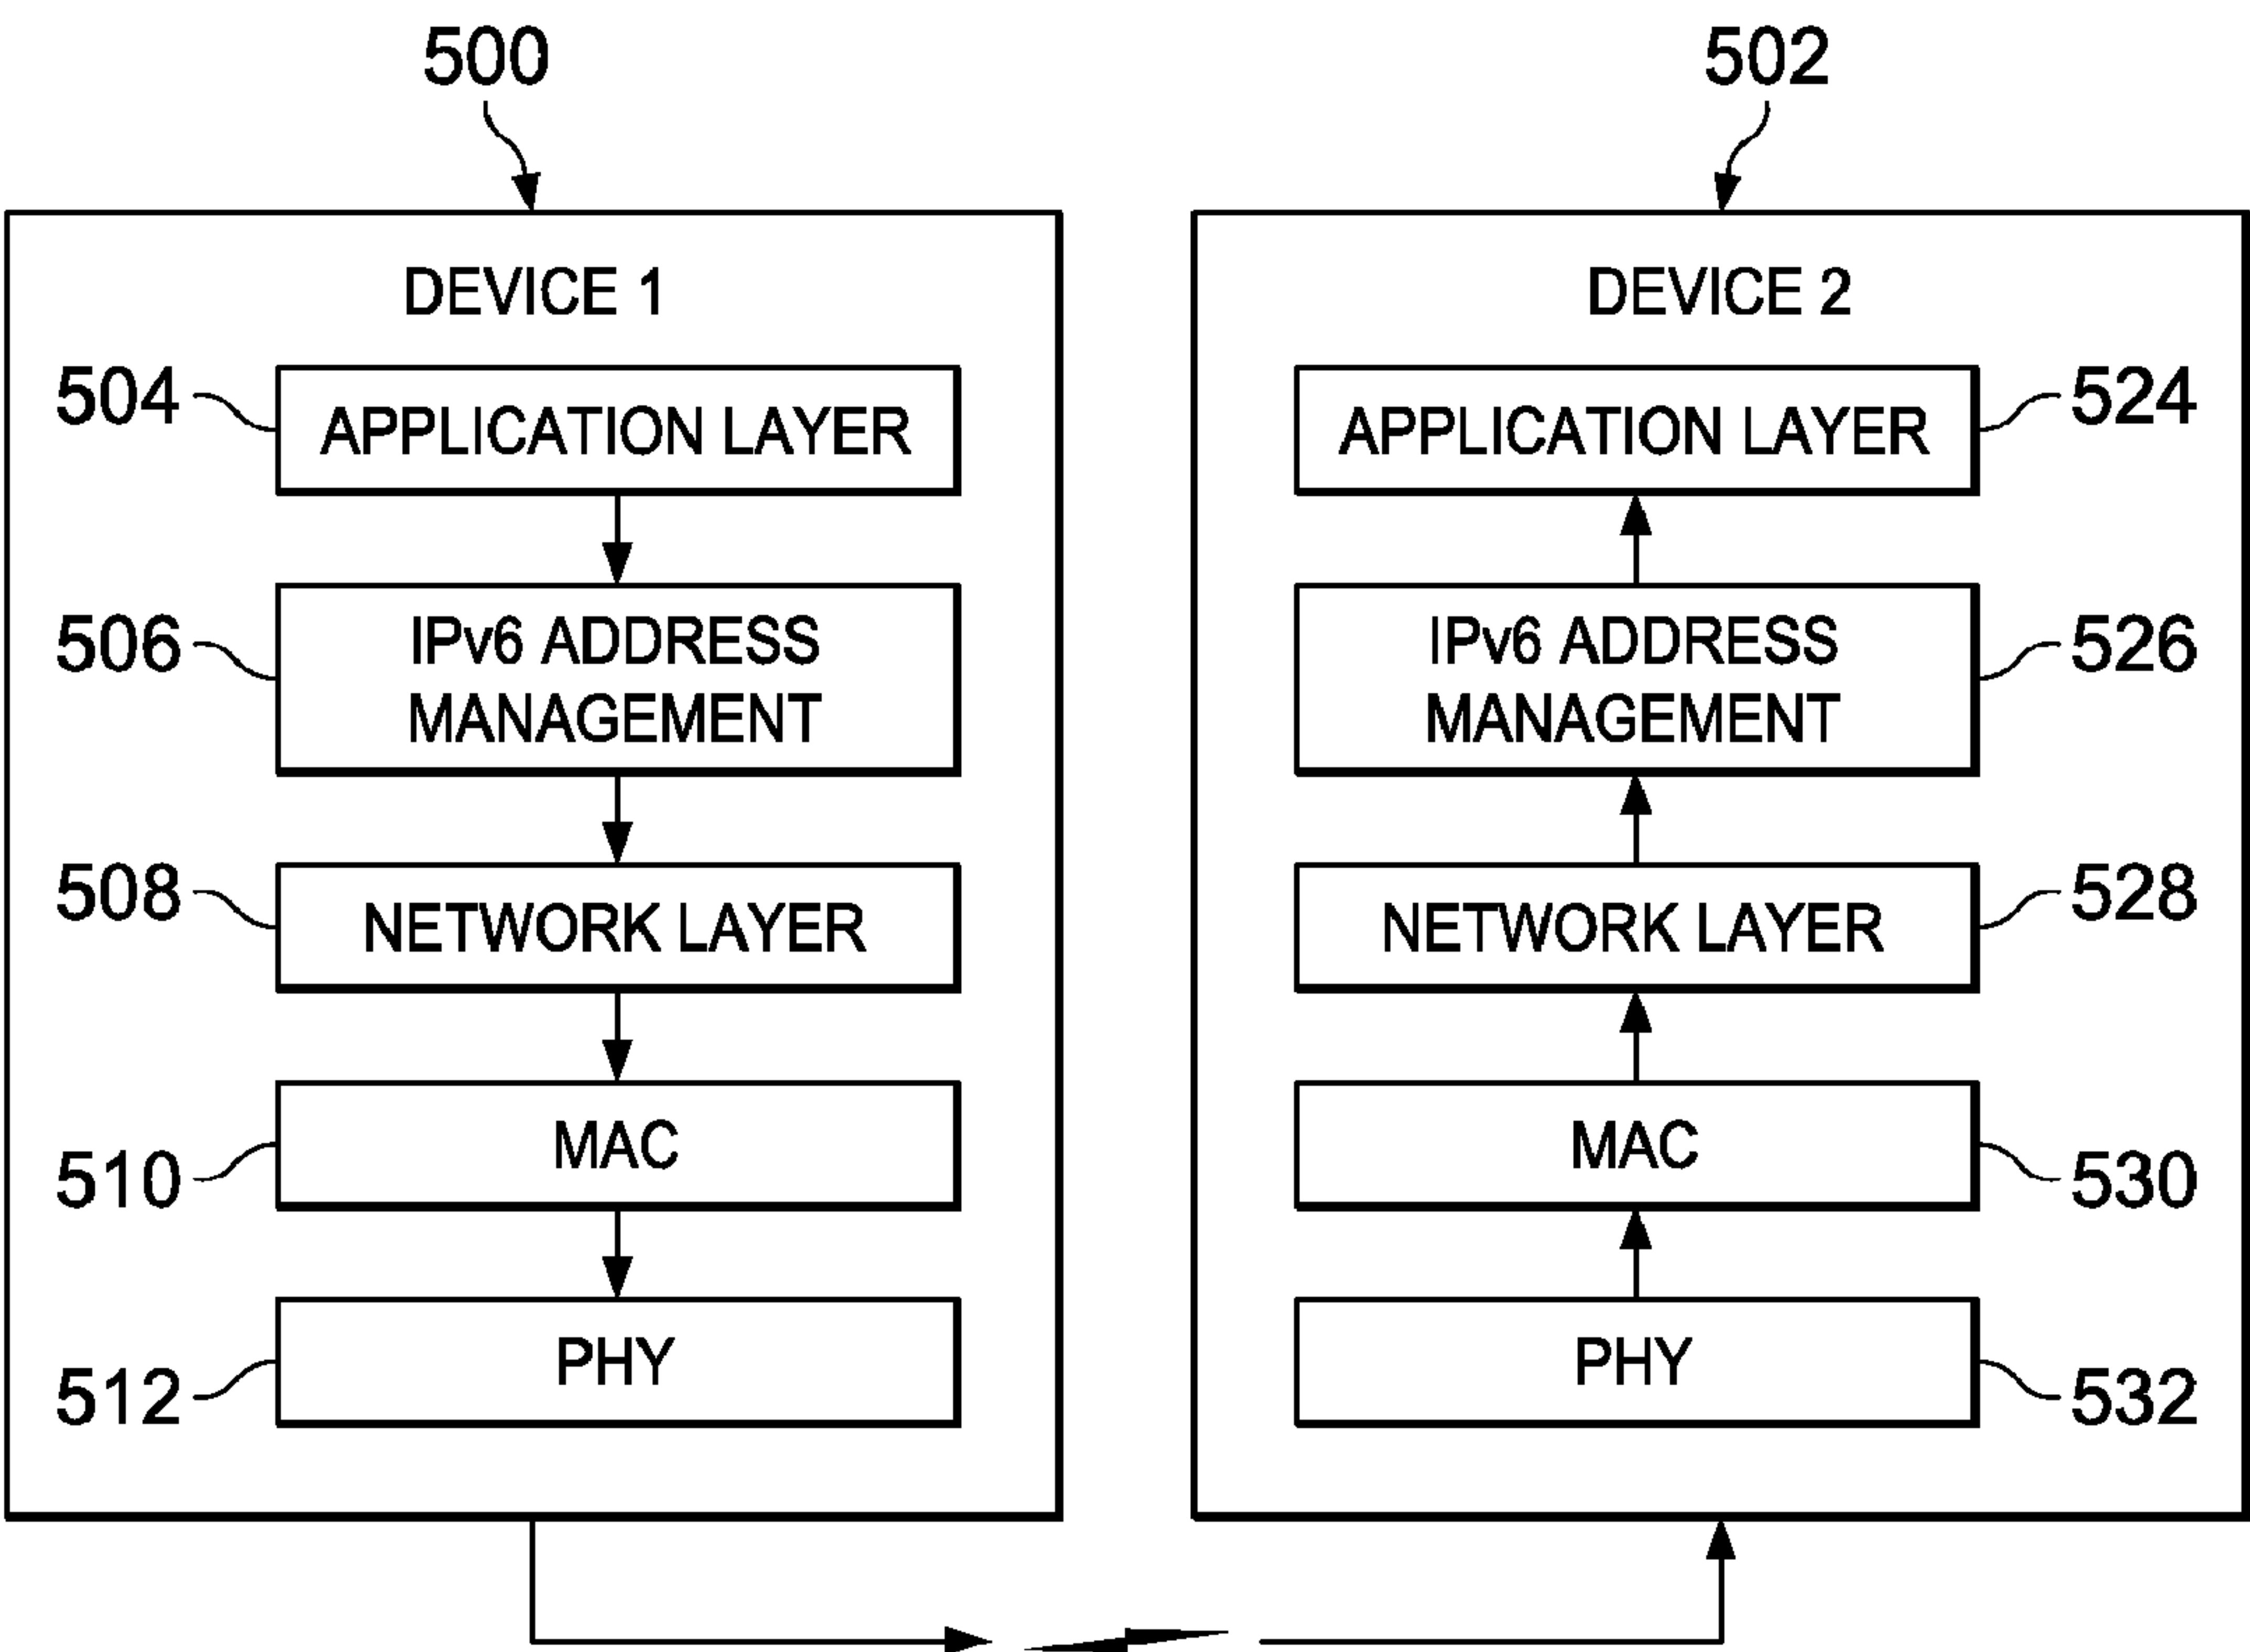 500
502
DEVICE 1
DEVICE 2
504
APPLICATION LAYER
APPLICATION LAYER
524
506
IPv6 ADDRESS
MANAGEMENT
IPv6 ADDRESS
MANAGEMENT
526
508
NETWORK LAYER
NETWORK LAYER
528
510
MAC
MAC
530
512
PHY
PHY
532